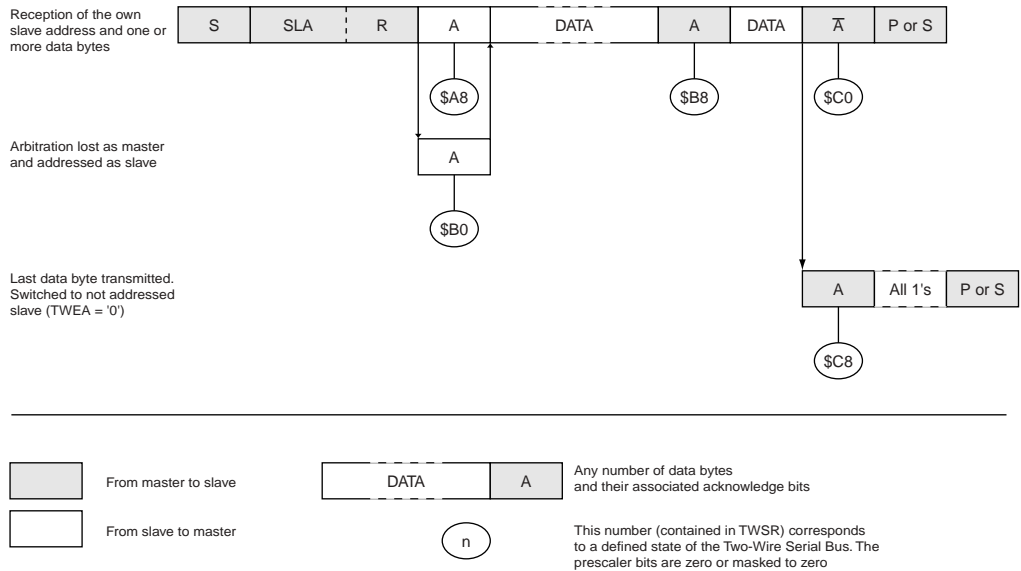 Reception of the own
slave address and one or
more data bytes
S SLA R A DATA A DATA A̅ P or S
$A8 $B8 $C0
Arbitration lost as master
and addressed as slave
A
$B0
Last data byte transmitted.
Switched to not addressed
slave (TWEA = '0')
A All 1's P or S
$C8
From master to slave
From slave to master
DATA A
Any number of data bytes
and their associated acknowledge bits
n
This number (contained in TWSR) corresponds
to a defined state of the Two-Wire Serial Bus. The
prescaler bits are zero or masked to zero